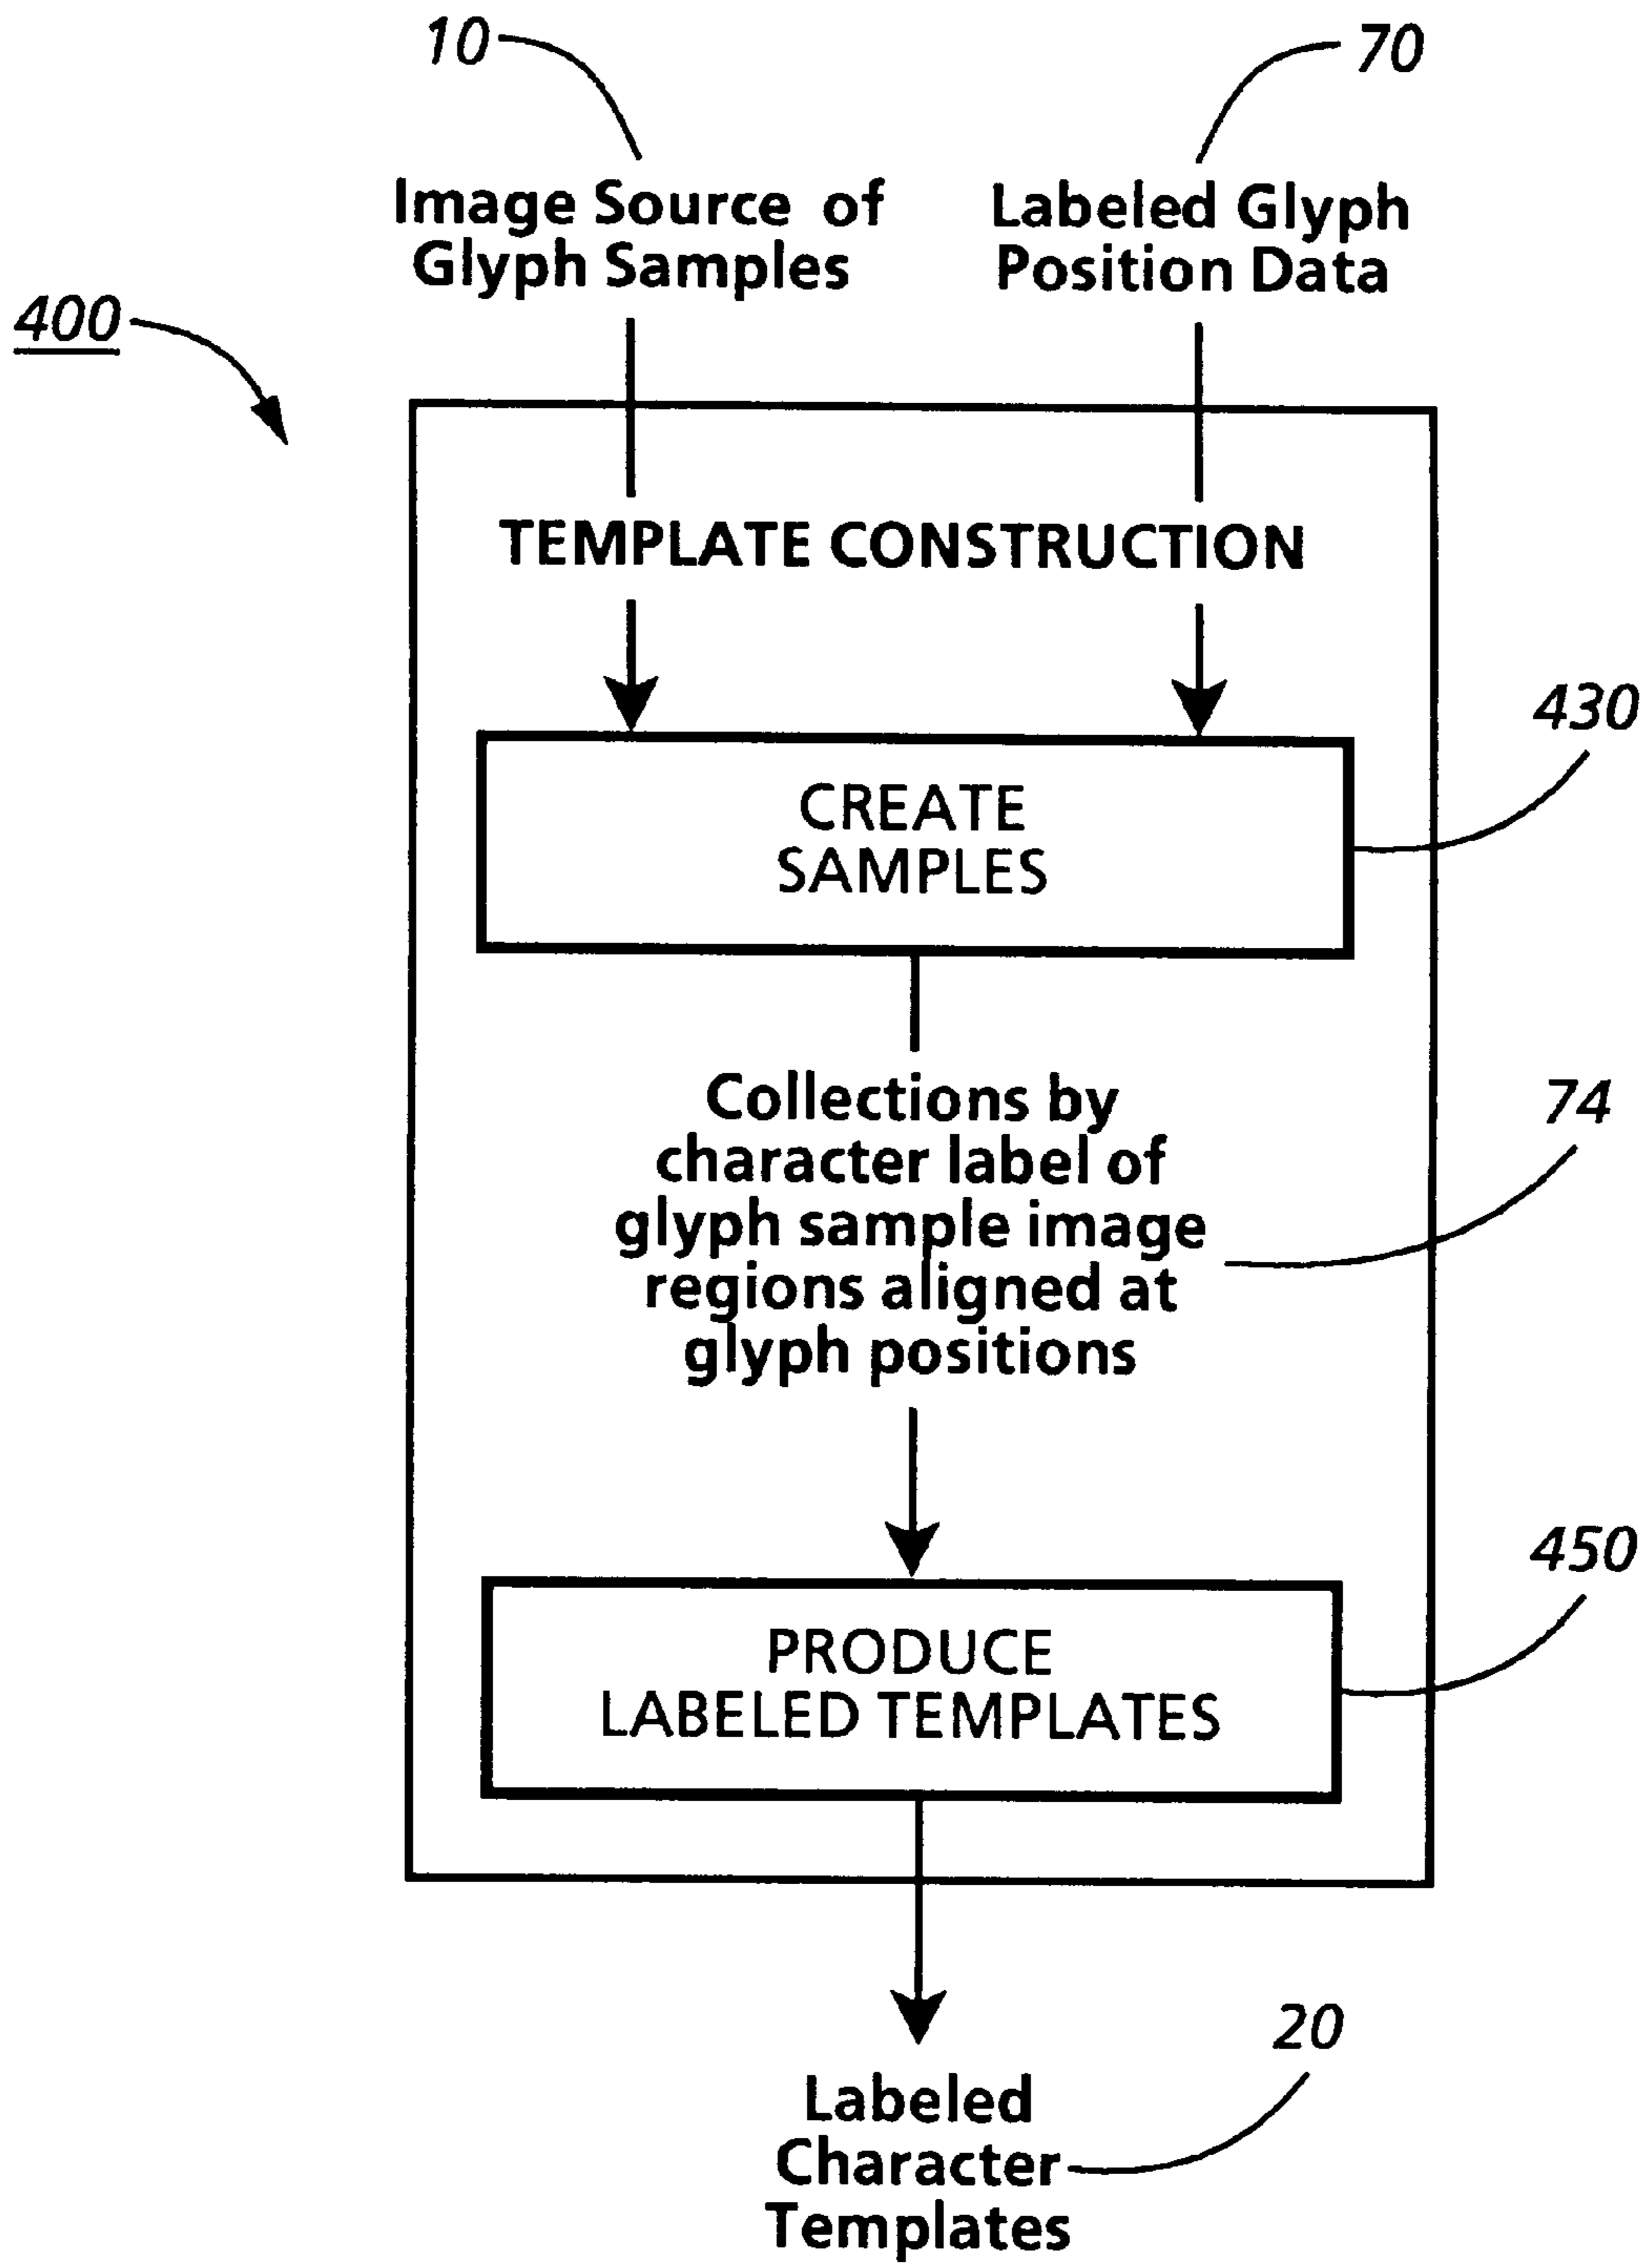 10
70
Image Source of
Glyph Samples
Labeled Glyph
Position Data
400
TEMPLATE CONSTRUCTION
430
CREATE
SAMPLES
Collections by
character label of
glyph sample image
regions aligned at
glyph positions
74
450
PRODUCE
LABELED TEMPLATES
20
Labeled
Character
Templates